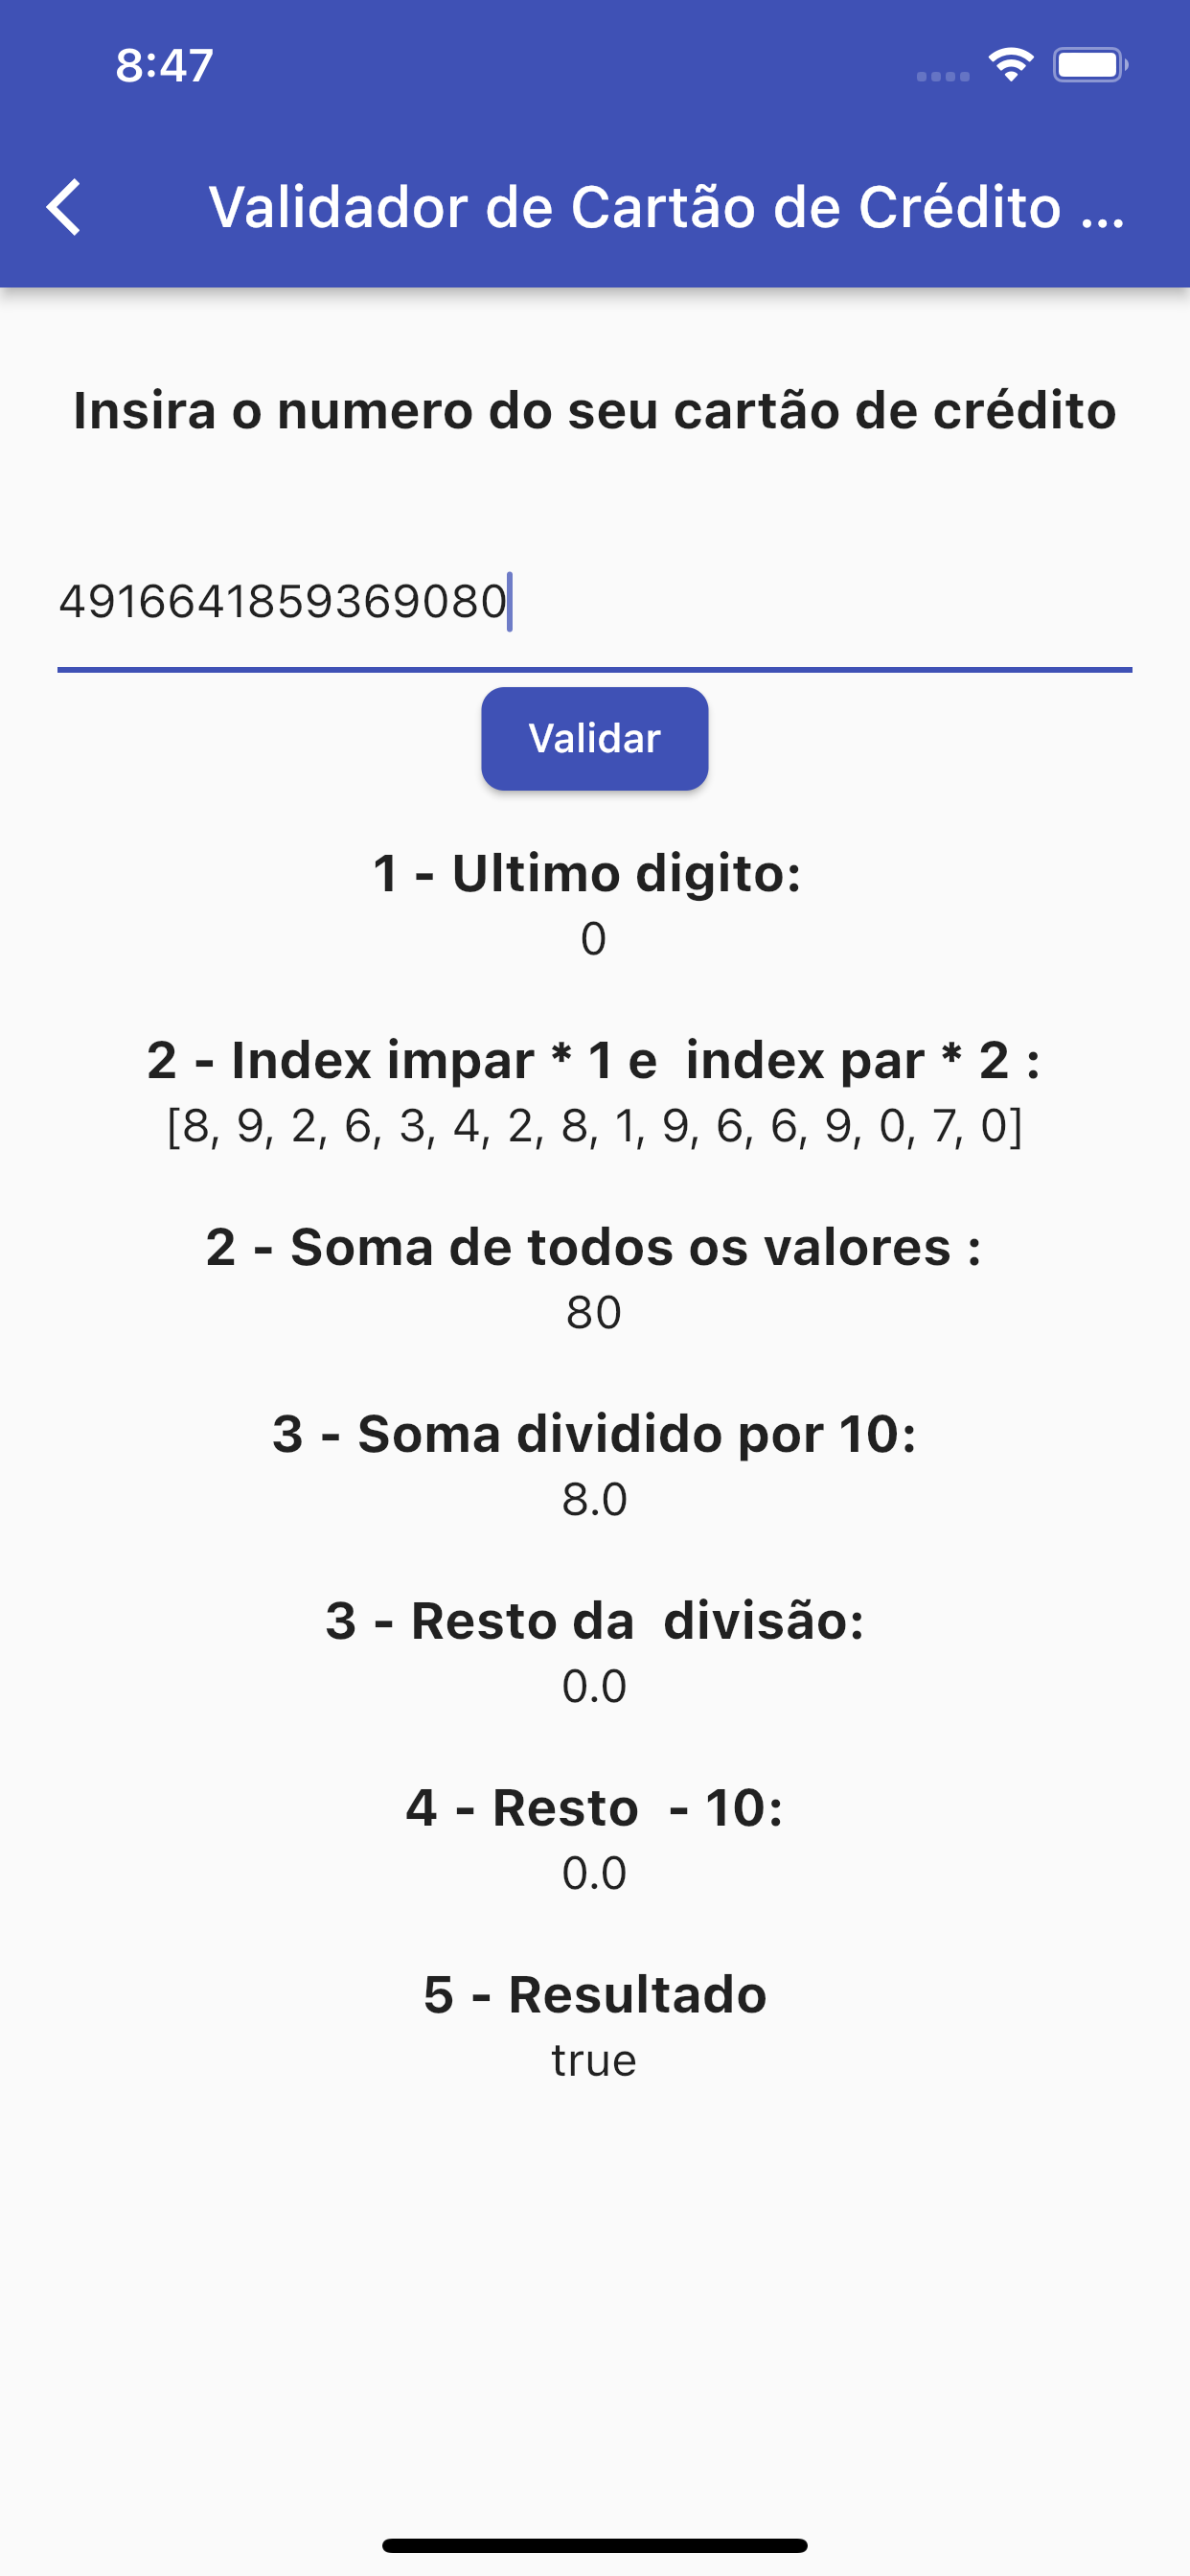 8:47
Validador de Cartão de Crédito ...
Insira o numero do seu cartão de crédito
4916641859369080
Validar
1 - Ultimo digito:
0
2 - Index impar * 1 e  index par * 2 :
[8, 9, 2, 6, 3, 4, 2, 8, 1, 9, 6, 6, 9, 0, 7, 0]
2 - Soma de todos os valores :
80
3 - Soma dividido por 10:
8.0
3 - Resto da  divisão:
0.0
4 - Resto  - 10:
0.0
5 - Resultado
true